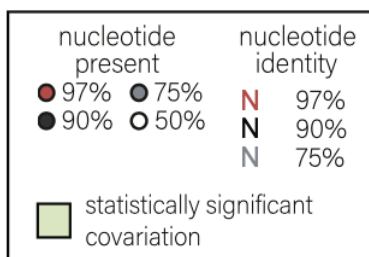 nucleotide present
97% 75%
90% 50%
nucleotide identity
N 97%
N 90%
N 75%
statistically significant
covariation